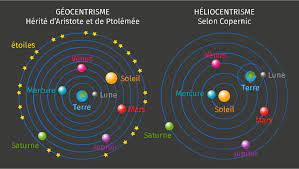 GÉOCENTRISME
Hérité d'Aristote et de Ptolémée
étoiles
Vénus
Soleil
Mercure
Lune
Terre
Mars
Saturne
Jupiter
HÉLIOCENTRISME
Selon Copernic
Vénus
Lune
Terre
Mercure
Soleil
Mars
Saturne
Jupiter